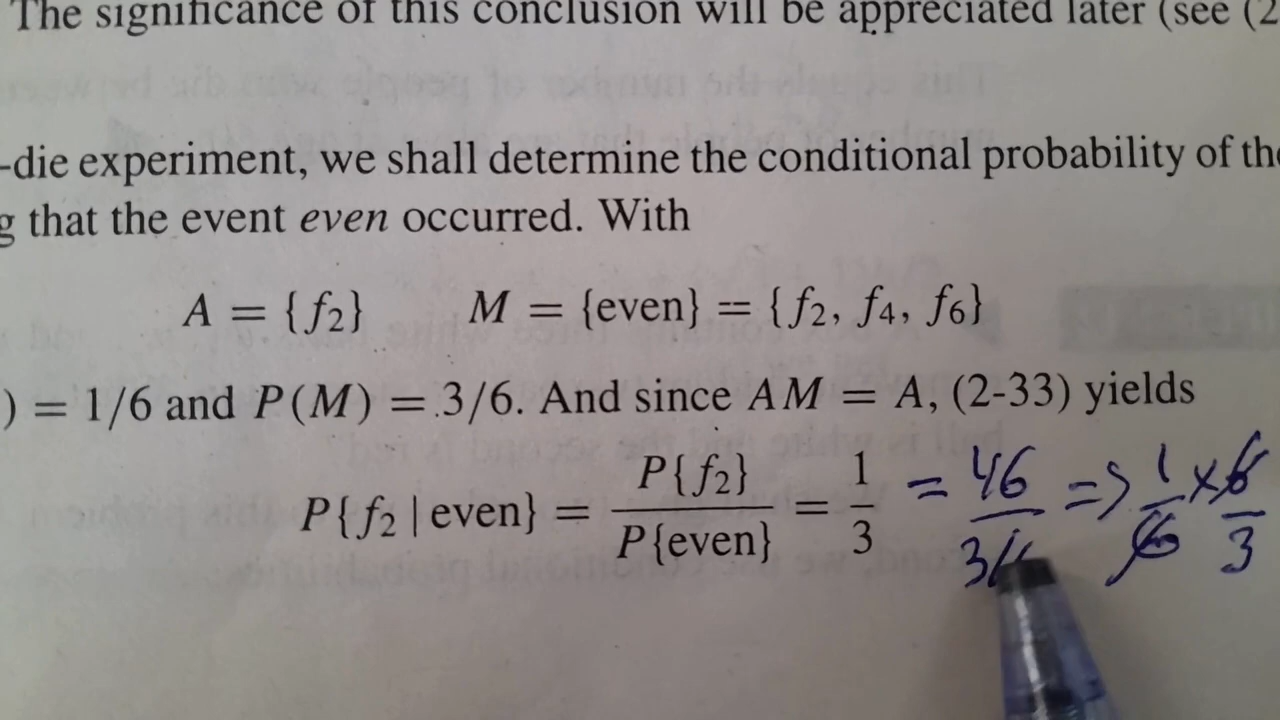 The significance of this conclusion will be appreciated later (see (2
-die experiment, we shall determine the conditional probability of the
g that the event even occurred. With
A = {f2} M = {even} = {f2, f4, f6}
) = 1/6 and P(M) = 3/6. And since AM = A, (2-33) yields
P{f2 | even} = P{f2} / P{even} = 1/3 = 1/6 / 3/6 => 1/6 × 6/3